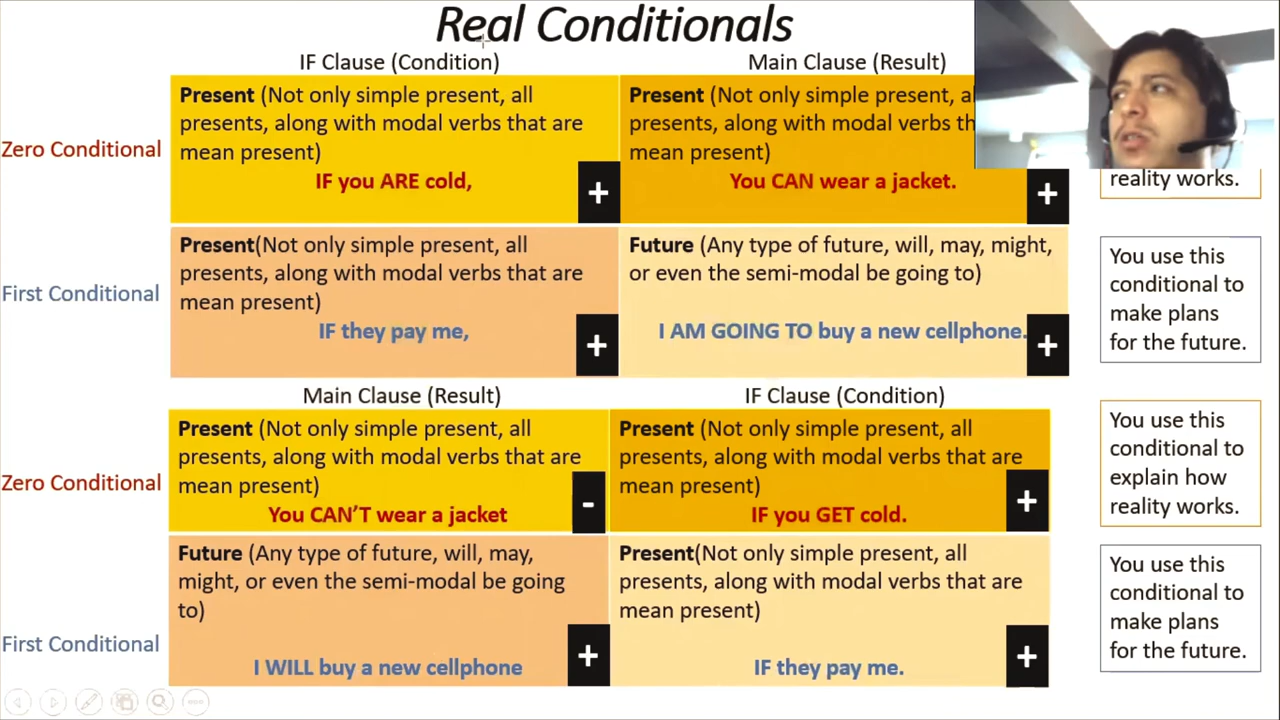 Real Conditionals
IF Clause (Condition)
Main Clause (Result)
Zero Conditional
Present (Not only simple present, all
presents, along with modal verbs that are
mean present)
IF you ARE cold,
+
Present (Not only simple present,
presents, along with modal verbs
mean present)
You CAN wear a jacket.
+
reality works.
First Conditional
Present(Not only simple present, all
presents, along with modal verbs that are
mean present)
IF they pay me,
+
Future (Any type of future, will, may, might,
or even the semi-modal be going to)
I AM GOING TO buy a new cellphone.
+
You use this
conditional to
make plans
for the future.
Main Clause (Result)
IF Clause (Condition)
Zero Conditional
Present (Not only simple present, all
presents, along with modal verbs that are
mean present)
You CAN'T wear a jacket
-
Present (Not only simple present, all
presents, along with modal verbs that are
mean present)
IF you GET cold.
+
You use this
conditional to
explain how
reality works.
First Conditional
Future (Any type of future, will, may,
might, or even the semi-modal be going
to)
I WILL buy a new cellphone
+
Present(Not only simple present, all
presents, along with modal verbs that are
mean present)
IF they pay me.
+
You use this
conditional to
make plans
for the future.